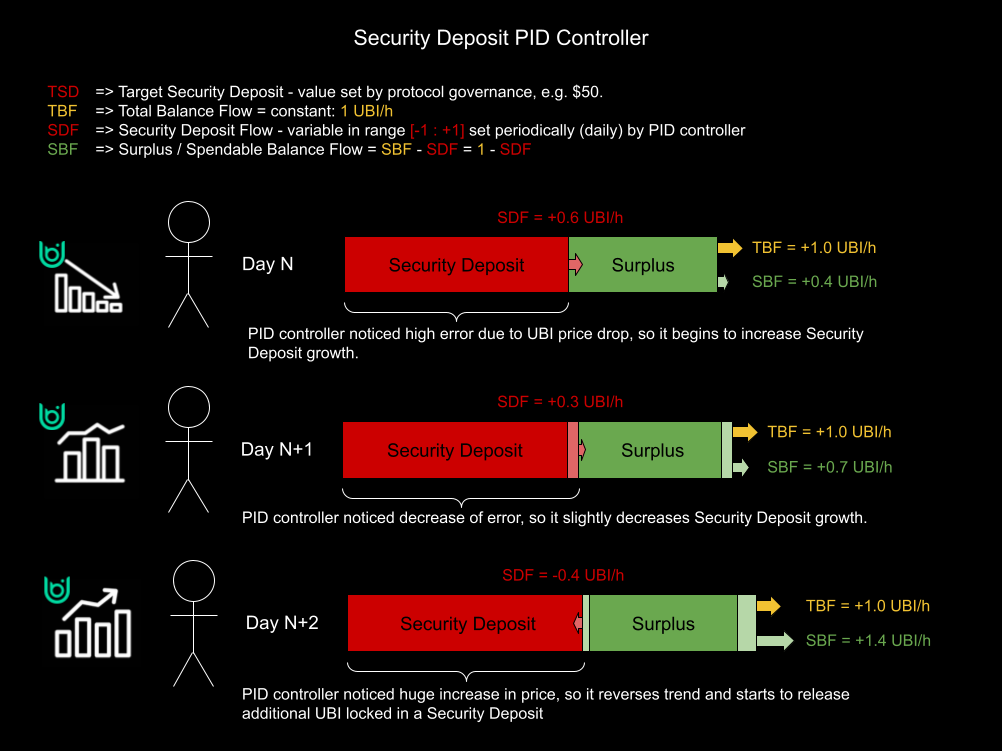 Security Deposit PID Controller
TSD => Target Security Deposit - value set by protocol governance, e.g. $50.
TBF => Total Balance Flow = constant: 1 UBI/h
SDF => Security Deposit Flow - variable in range [-1 : +1] set periodically (daily) by PID controller
SBF => Surplus / Spendable Balance Flow = SBF - SDF = 1 - SDF
SDF = +0.6 UBI/h
Day N
Security Deposit
Surplus
TBF = +1.0 UBI/h
SBF = +0.4 UBI/h
PID controller noticed high error due to UBI price drop, so it begins to increase Security
Deposit growth.
SDF = +0.3 UBI/h
Day N+1
Security Deposit
Surplus
TBF = +1.0 UBI/h
SBF = +0.7 UBI/h
PID controller noticed decrease of error, so it slightly decreases Security Deposit growth.
SDF = -0.4 UBI/h
Day N+2
Security Deposit
Surplus
TBF = +1.0 UBI/h
SBF = +1.4 UBI/h
PID controller noticed huge increase in price, so it reverses trend and starts to release
additional UBI locked in a Security Deposit